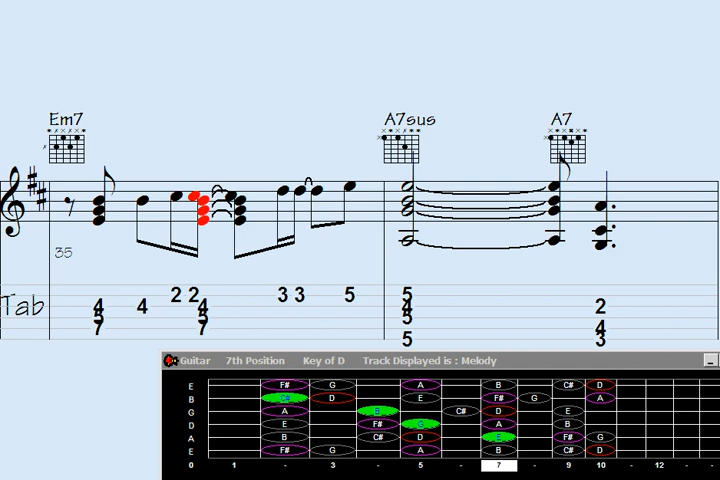 Em7 A7sus A7
35
Tab
2 2 3 3 5 5
4 4 4 4 2
5 5 5
7 7 4
5 3
Guitar 7th Position Key of D Track Displayed is : Melody
E F# G A B C# D
B C# D E F# G A
G A B C# D E
D E F# G A B
A B C# D E F# G
E F# G A B C# D
0 1 - 3 - 5 - 7 - 9 10 - 12 -